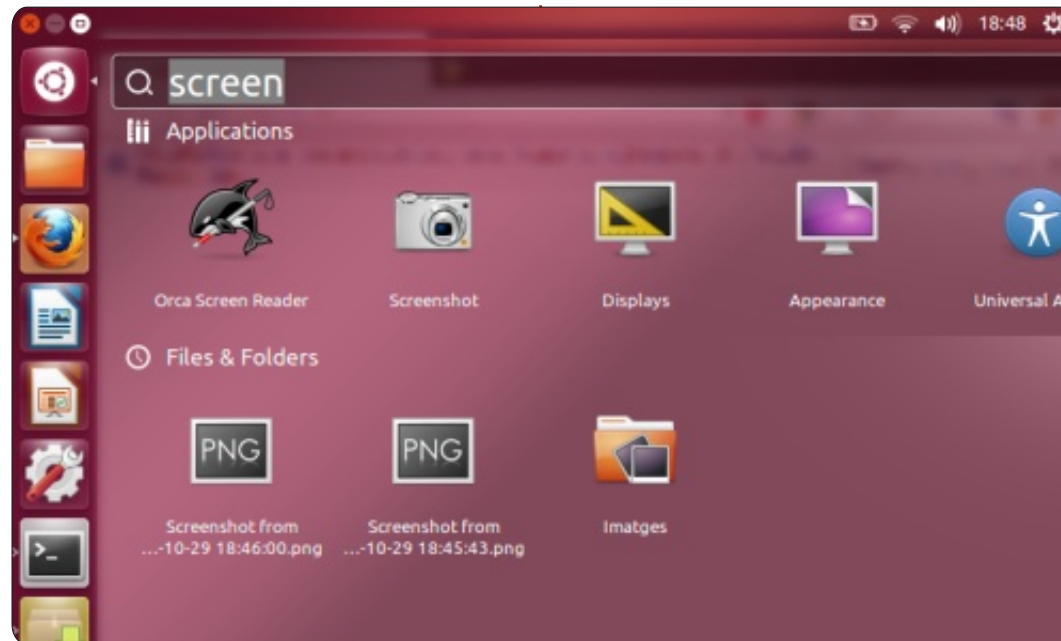 18:48
screen
Applications
Orca Screen Reader
Screenshot
Displays
Appearance
Universal A
Files & Folders
PNG
PNG
Screenshot from
...-10-29 18:46:00.png
Screenshot from
...-10-29 18:45:43.png
Imatges
>_